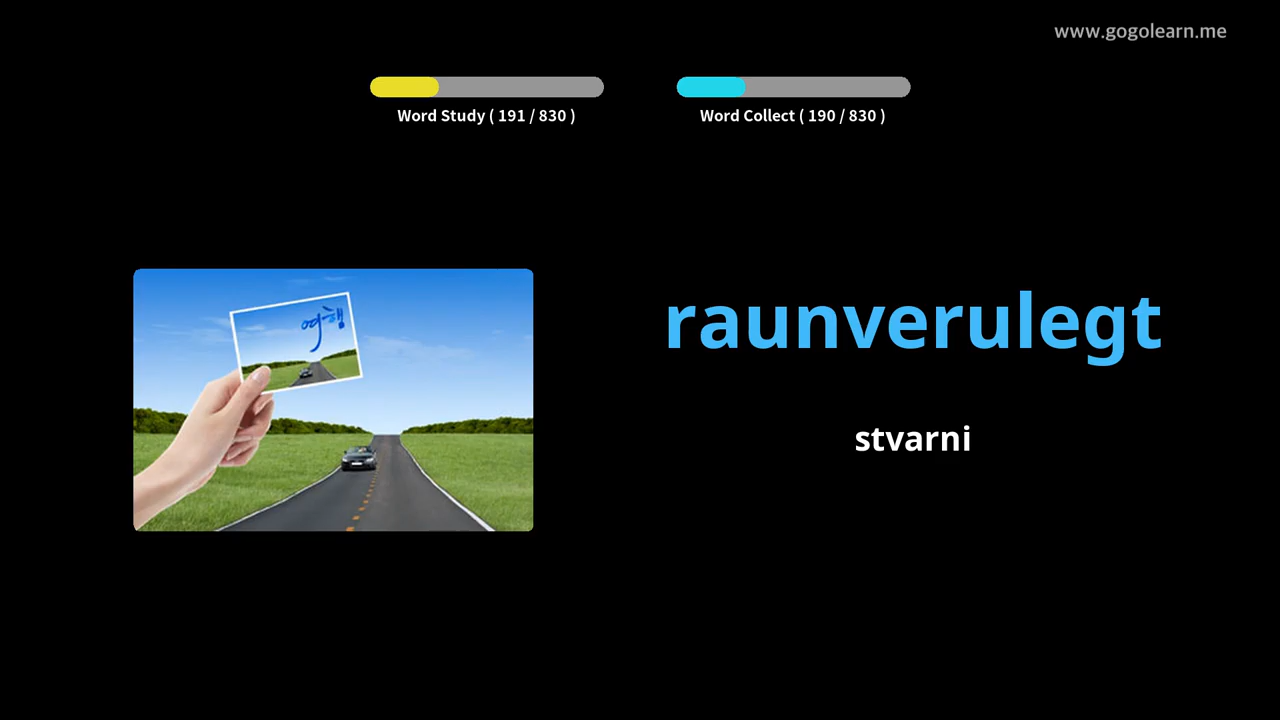 www.gogolearn.me
Word Study ( 191 / 830 )
Word Collect ( 190 / 830 )
여행
raunverulegt
stvarni